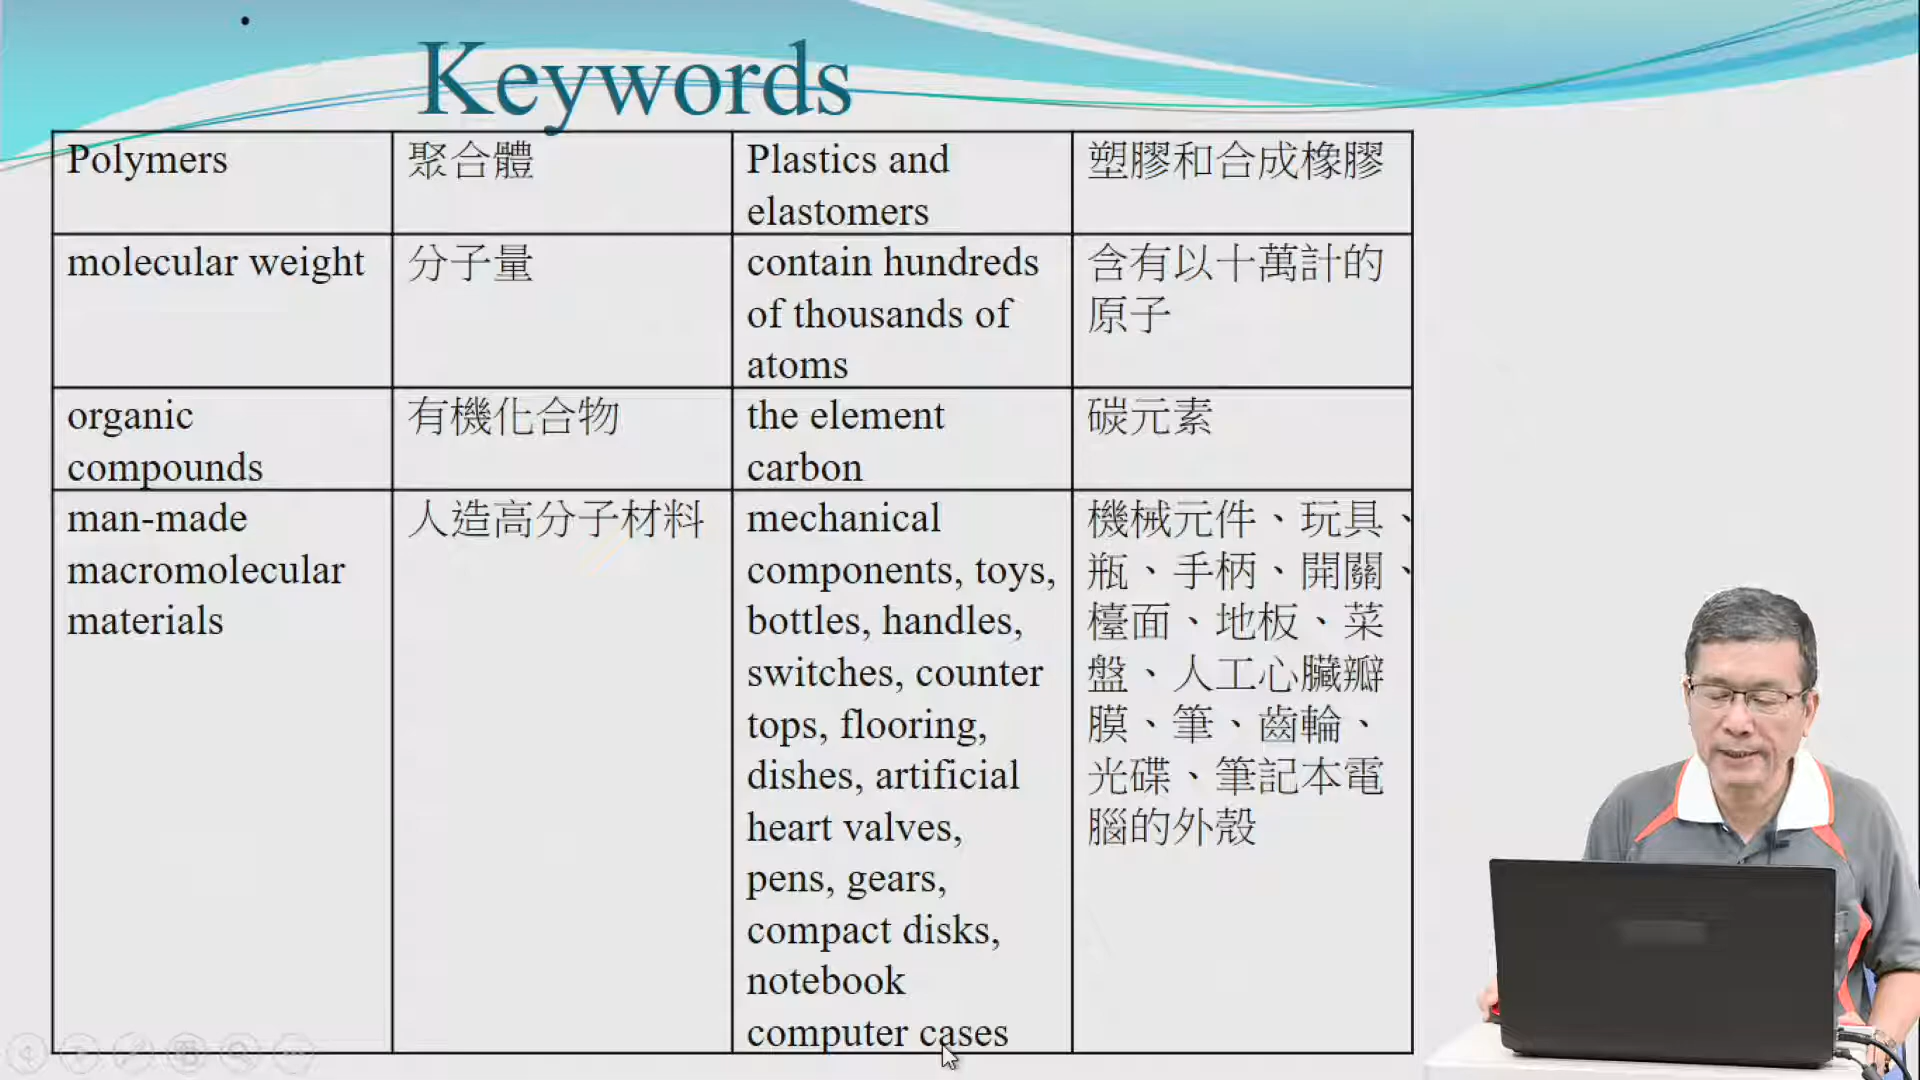 Keywords
Polymers
聚合體
Plastics and
elastomers
塑膠和合成橡膠
molecular weight
分子量
contain hundreds
of thousands of
atoms
含有以十萬計的
原子
organic
compounds
有機化合物
the element
carbon
碳元素
man-made
macromolecular
materials
人造高分子材料
mechanical
components, toys,
bottles, handles,
switches, counter
tops, flooring,
dishes, artificial
heart valves,
pens, gears,
compact disks,
notebook
computer cases
機械元件、玩具、
瓶、手柄、開關、
檯面、地板、菜
盤、人工心臟瓣
膜、筆、齒輪、
光碟、筆記本電
腦的外殼